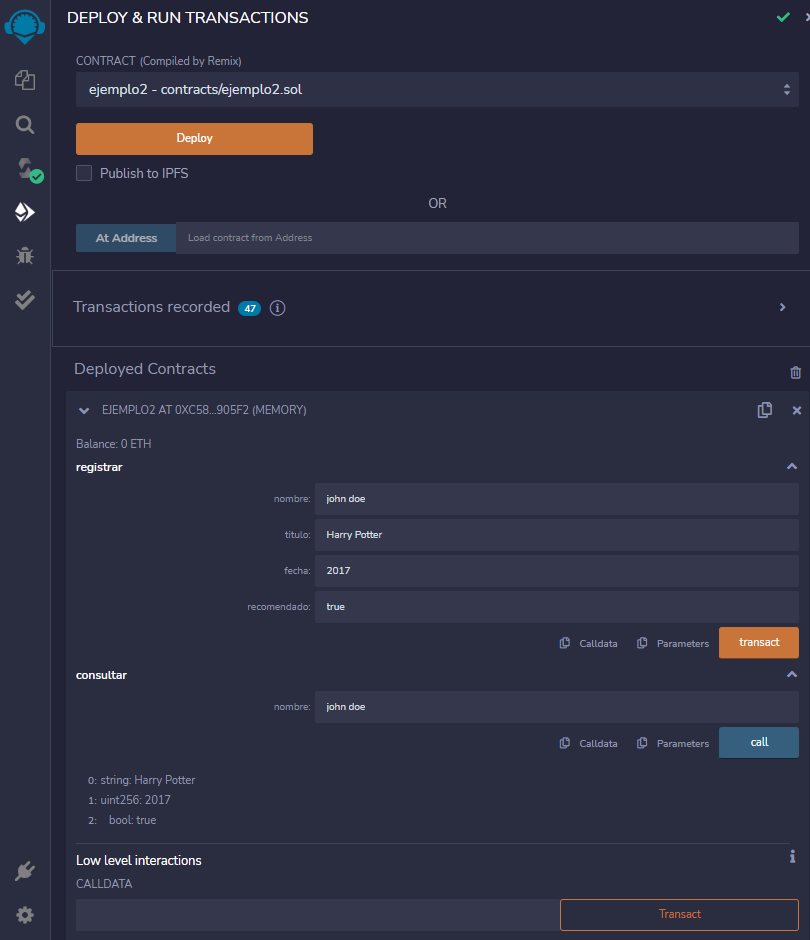 DEPLOY & RUN TRANSACTIONS
CONTRACT (Compiled by Remix)
ejemplo2 - contracts/ejemplo2.sol
Deploy
Publish to IPFS
OR
At Address Load contract from Address
Transactions recorded 47 i
Deployed Contracts
EJEMPLO2 AT 0XC58...905F2 (MEMORY)
Balance: 0 ETH
registrar
nombre: john doe
titulo: Harry Potter
fecha: 2017
recomendado: true
Calldata Parameters transact
consultar
nombre: john doe
Calldata Parameters call
0: string: Harry Potter
1: uint256: 2017
2: bool: true
Low level interactions i
CALLDATA
Transact